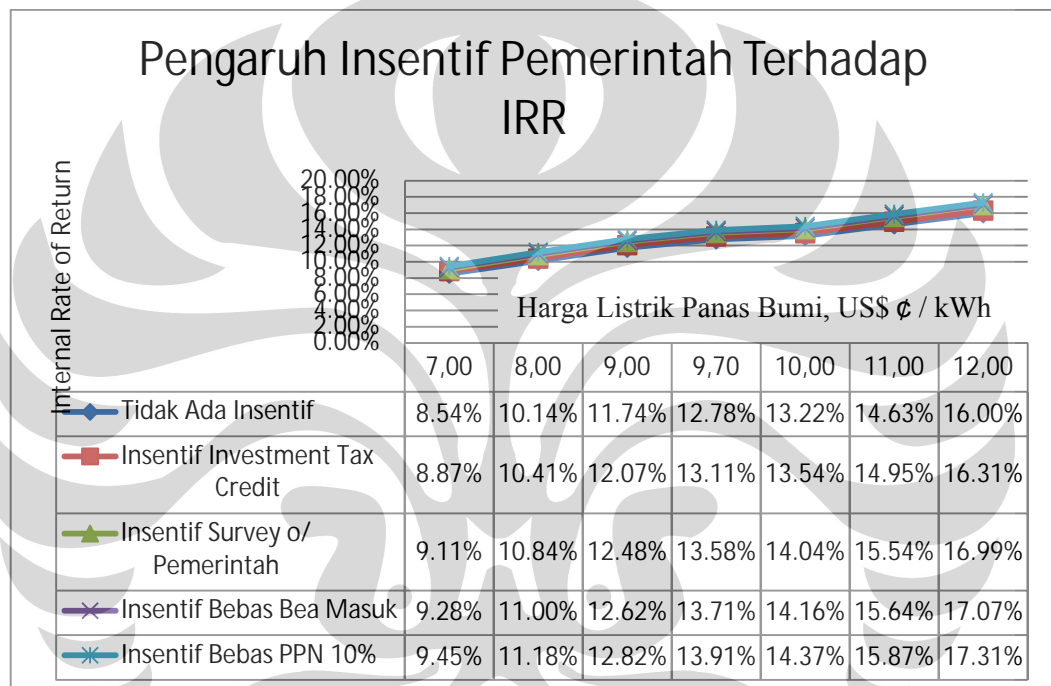 Pengaruh Insentif Pemerintah Terhadap
IRR
Internal Rate of Return
20.00%
18.00%
16.00%
14.00%
12.00%
10.00%
8.00%
6.00%
4.00%
2.00%
0.00%
Harga Listrik Panas Bumi, US$ ¢ / kWh
7,00 8,00 9,00 9,70 10,00 11,00 12,00
Tidak Ada Insentif 8.54% 10.14% 11.74% 12.78% 13.22% 14.63% 16.00%
Insentif Investment Tax
Credit 8.87% 10.41% 12.07% 13.11% 13.54% 14.95% 16.31%
Insentif Survey o/
Pemerintah 9.11% 10.84% 12.48% 13.58% 14.04% 15.54% 16.99%
Insentif Bebas Bea Masuk 9.28% 11.00% 12.62% 13.71% 14.16% 15.64% 17.07%
Insentif Bebas PPN 10% 9.45% 11.18% 12.82% 13.91% 14.37% 15.87% 17.31%